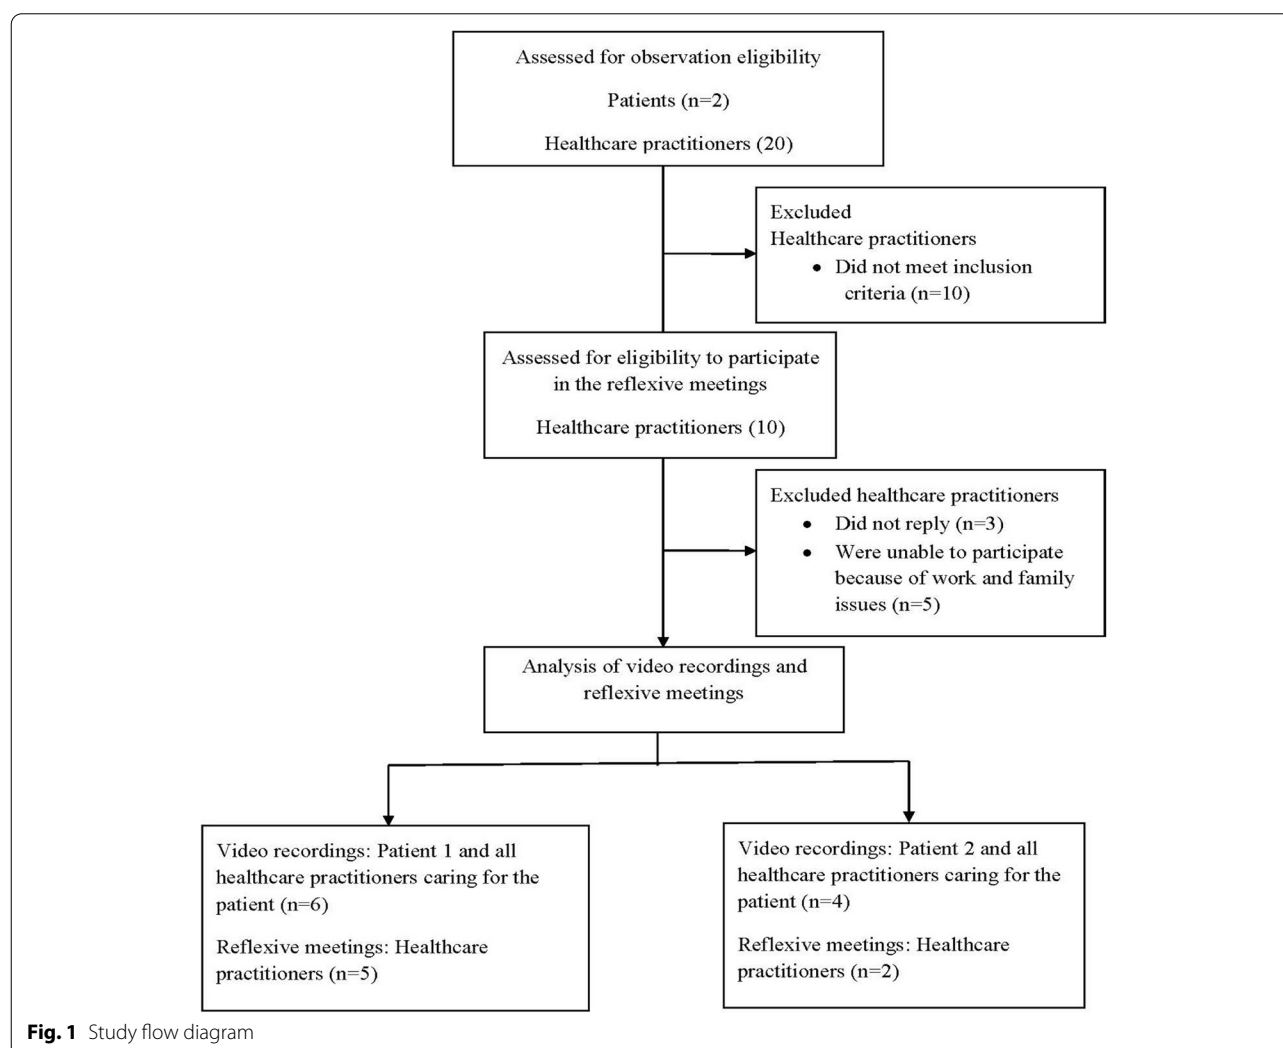 Assessed for observation eligibility
Patients (n=2)
Healthcare practitioners (20)
Excluded
Healthcare practitioners
• Did not meet inclusion
criteria (n=10)
Assessed for eligibility to participate
in the reflexive meetings
Healthcare practitioners (10)
Excluded healthcare practitioners
• Did not reply (n=3)
• Were unable to participate
because of work and family
issues (n=5)
Analysis of video recordings and
reflexive meetings
Video recordings: Patient 1 and all
healthcare practitioners caring for the
patient (n=6)
Reflexive meetings: Healthcare
practitioners (n=5)
Video recordings: Patient 2 and all
healthcare practitioners caring for the
patient (n=4)
Reflexive meetings: Healthcare
practitioners (n=2)
Fig. 1 Study flow diagram